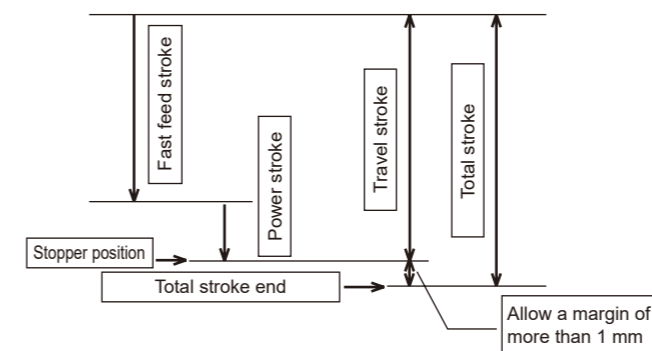 Fast feed stroke
Power stroke
Travel stroke
Total stroke
Stopper position
Total stroke end
Allow a margin of
more than 1 mm